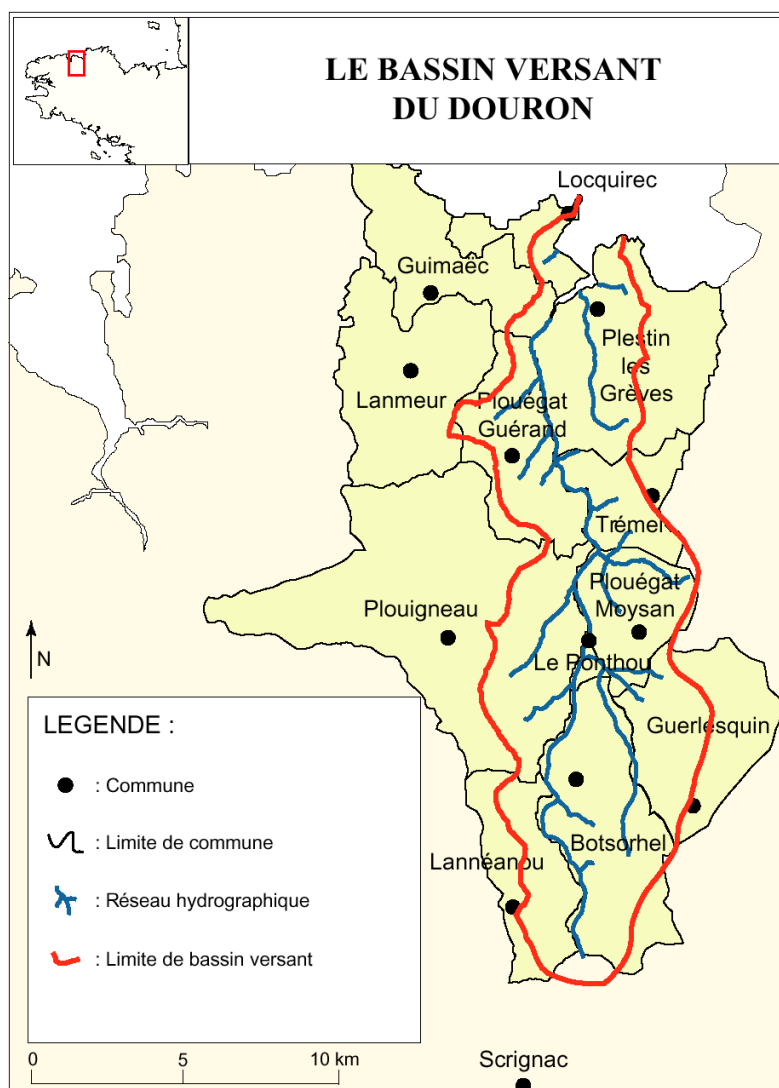 LE BASSIN VERSANT
DU DOURON
Locquirec
Guimaëc
Plestin
les
Grèves
Lanmeur
Plouégat
Guérand
Trémel
Plouégat
Moysan
Plouigneau
Le Ponthou
N
Guerlesquin
LEGENDE :
: Commune
: Limite de commune
Botsorhel
Lannéanou
: Réseau hydrographique
: Limite de bassin versant
0
5
10 km
Scrignac